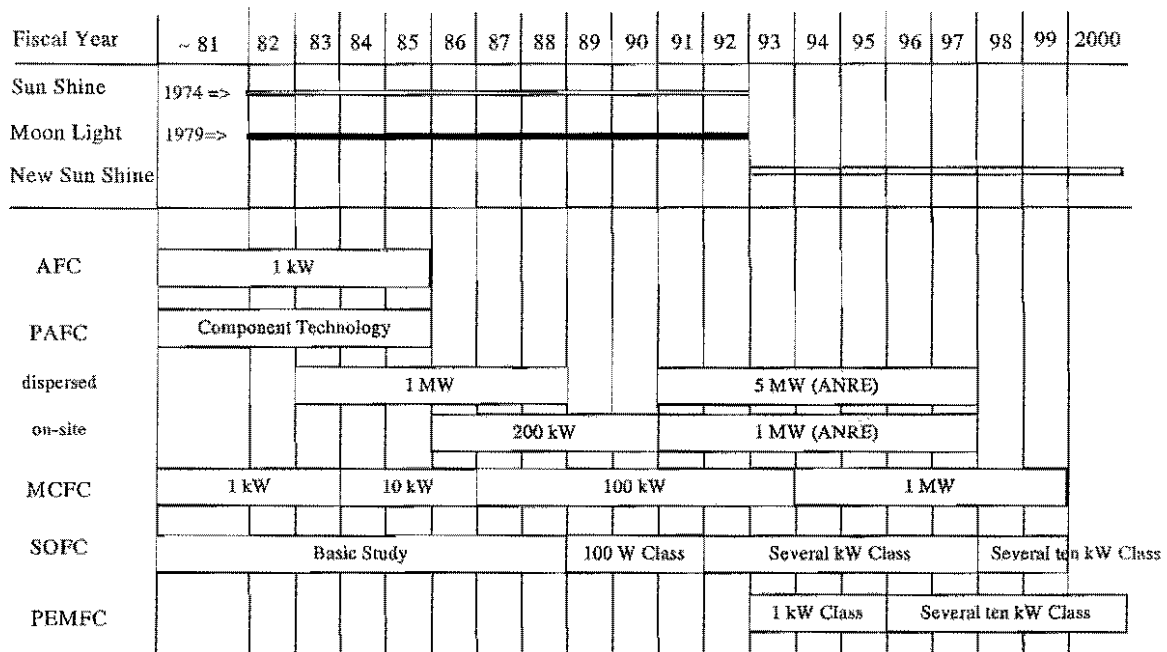 Fiscal Year ~ 81 82 83 84 85 86 87 88 89 90 91 92 93 94 95 96 97 98 99 2000
Sun Shine 1974 =>
Moon Light 1979=>
New Sun Shine
AFC 1 kW
PAFC Component Technology
dispersed 1 MW 5 MW (ANRE)
on-site 200 kW 1 MW (ANRE)
MCFC 1 kW 10 kW 100 kW 1 MW
SOFC Basic Study 100 W Class Several kW Class Several ten kW Class
PEMFC 1 kW Class Several ten kW Class